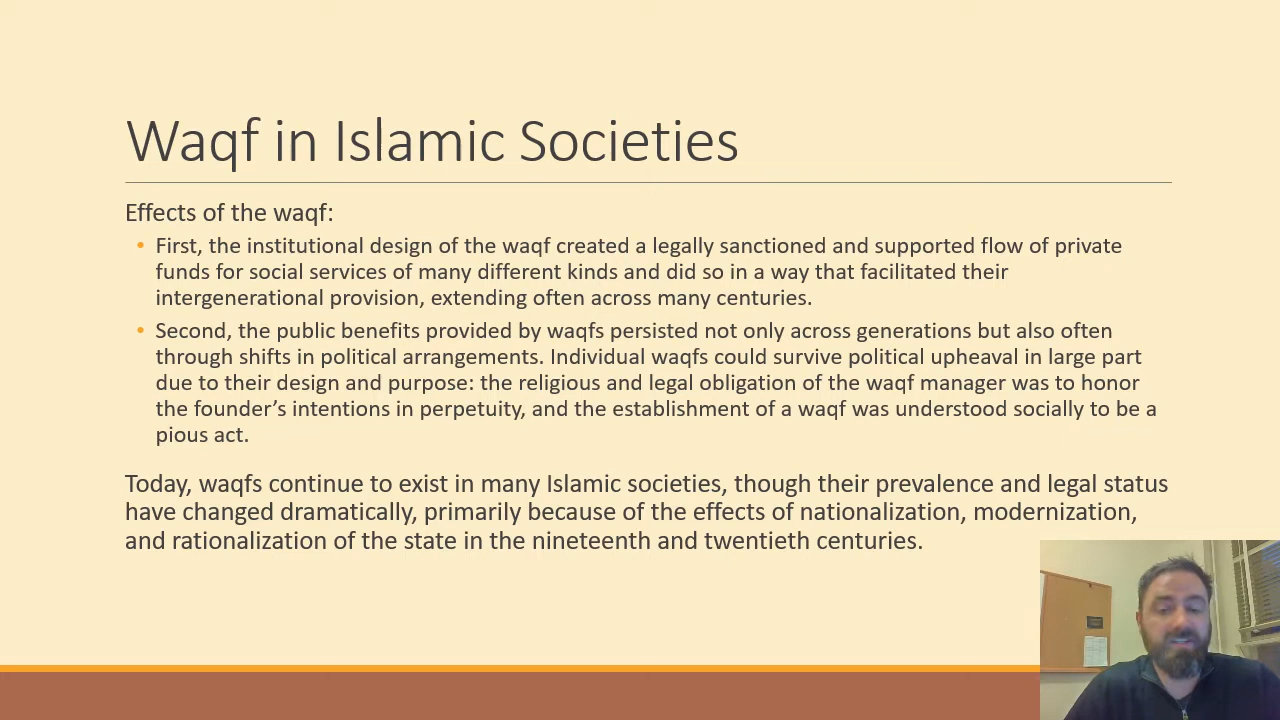 Waqf in Islamic Societies
Effects of the waqf:
• First, the institutional design of the waqf created a legally sanctioned and supported flow of private
funds for social services of many different kinds and did so in a way that facilitated their
intergenerational provision, extending often across many centuries.
• Second, the public benefits provided by waqfs persisted not only across generations but also often
through shifts in political arrangements. Individual waqfs could survive political upheaval in large part
due to their design and purpose: the religious and legal obligation of the waqf manager was to honor
the founder’s intentions in perpetuity, and the establishment of a waqf was understood socially to be a
pious act.
Today, waqfs continue to exist in many Islamic societies, though their prevalence and legal status
have changed dramatically, primarily because of the effects of nationalization, modernization,
and rationalization of the state in the nineteenth and twentieth centuries.